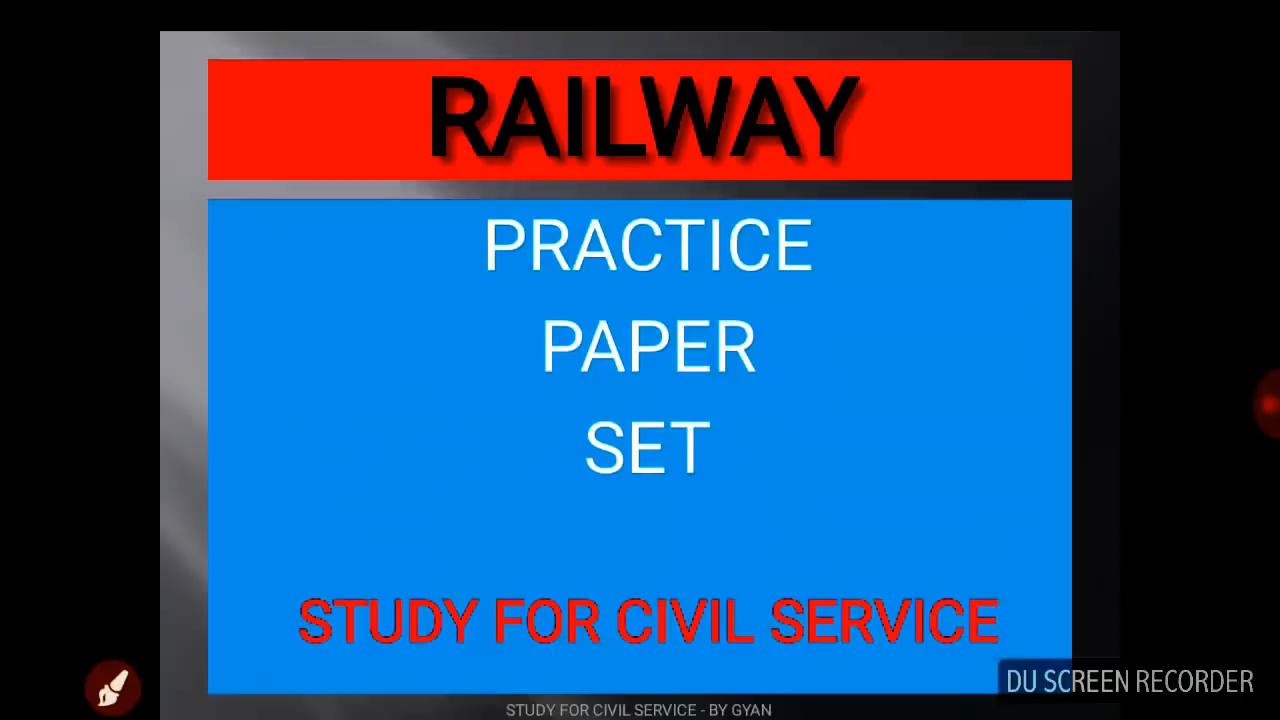 RAILWAY
PRACTICE
PAPER
SET
STUDY FOR CIVIL SERVICE
DU SCREEN RECORDER
STUDY FOR CIVIL SERVICE - BY GYAN